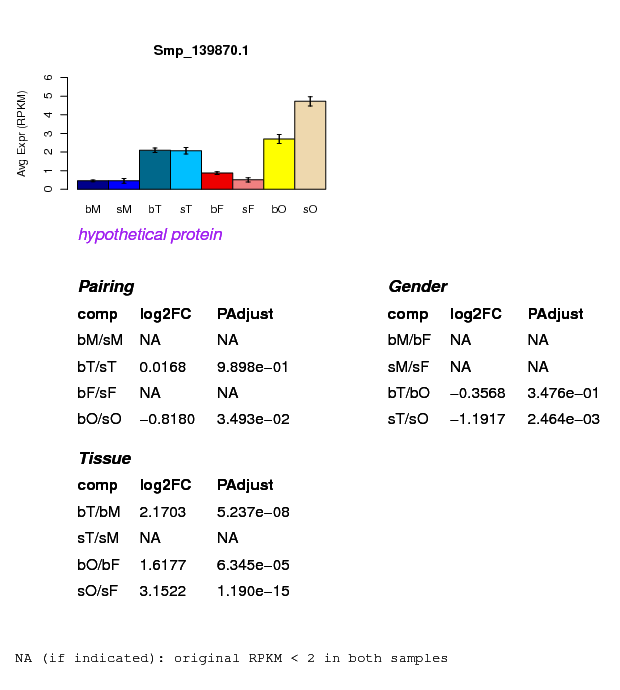 Smp_139870.1
Avg Expr (RPKM)
6
5
4
3
2
1
0
bM sM bT sT bF sF bO sO
hypothetical protein
Pairing
comp log2FC PAdjust
bM/sM NA NA
bT/sT 0.0168 9.898e−01
bF/sF NA NA
bO/sO −0.8180 3.493e−02
Gender
comp log2FC PAdjust
bM/bF NA NA
sM/sF NA NA
bT/bO −0.3568 3.476e−01
sT/sO −1.1917 2.464e−03
Tissue
comp log2FC PAdjust
bT/bM 2.1703 5.237e−08
sT/sM NA NA
bO/bF 1.6177 6.345e−05
sO/sF 3.1522 1.190e−15
NA (if indicated): original RPKM < 2 in both samples